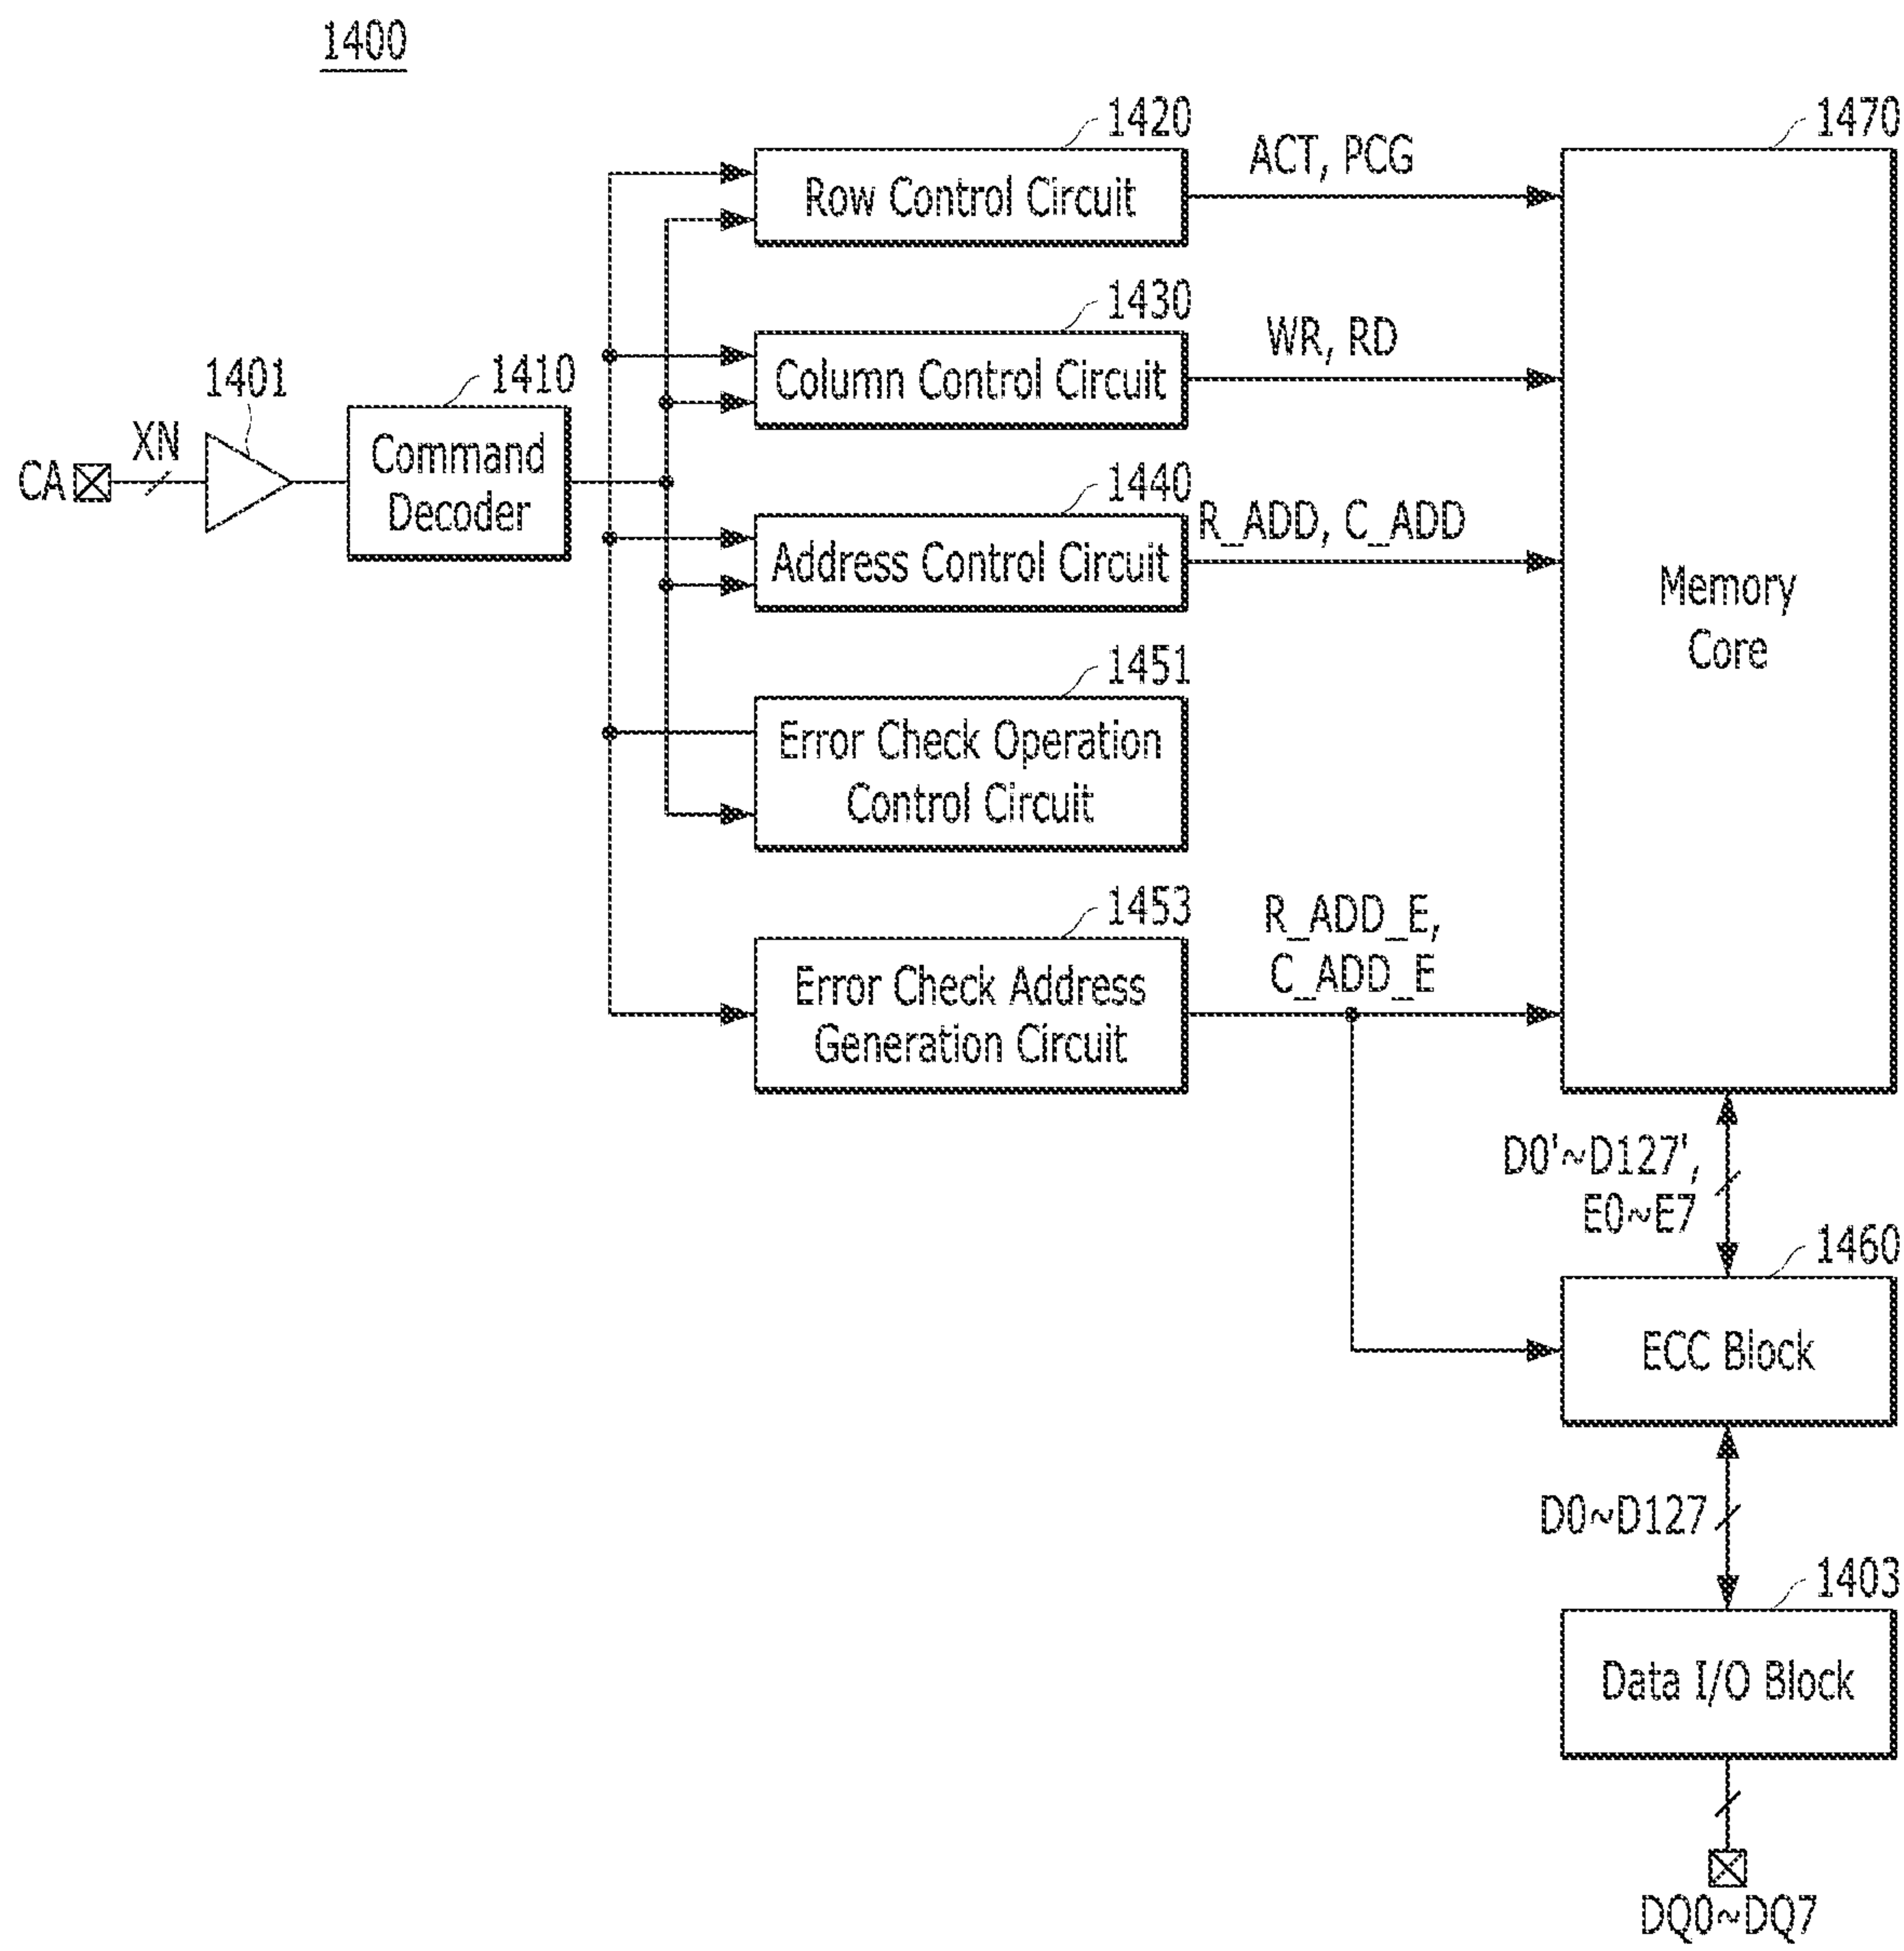 1400
1420
Row Control Circuit
ACT, PCG
1470
Memory
Core
1430
Column Control Circuit
WR, RD
CA
XN
1401
1410
Command
Decoder
1440
Address Control Circuit
R_ADD, C_ADD
1451
Error Check Operation
Control Circuit
1453
Error Check Address
Generation Circuit
R_ADD_E,
C_ADD_E
D0'~D127',
E0~E7
1460
ECC Block
D0~D127
1403
Data I/O Block
DQ0~DQ7